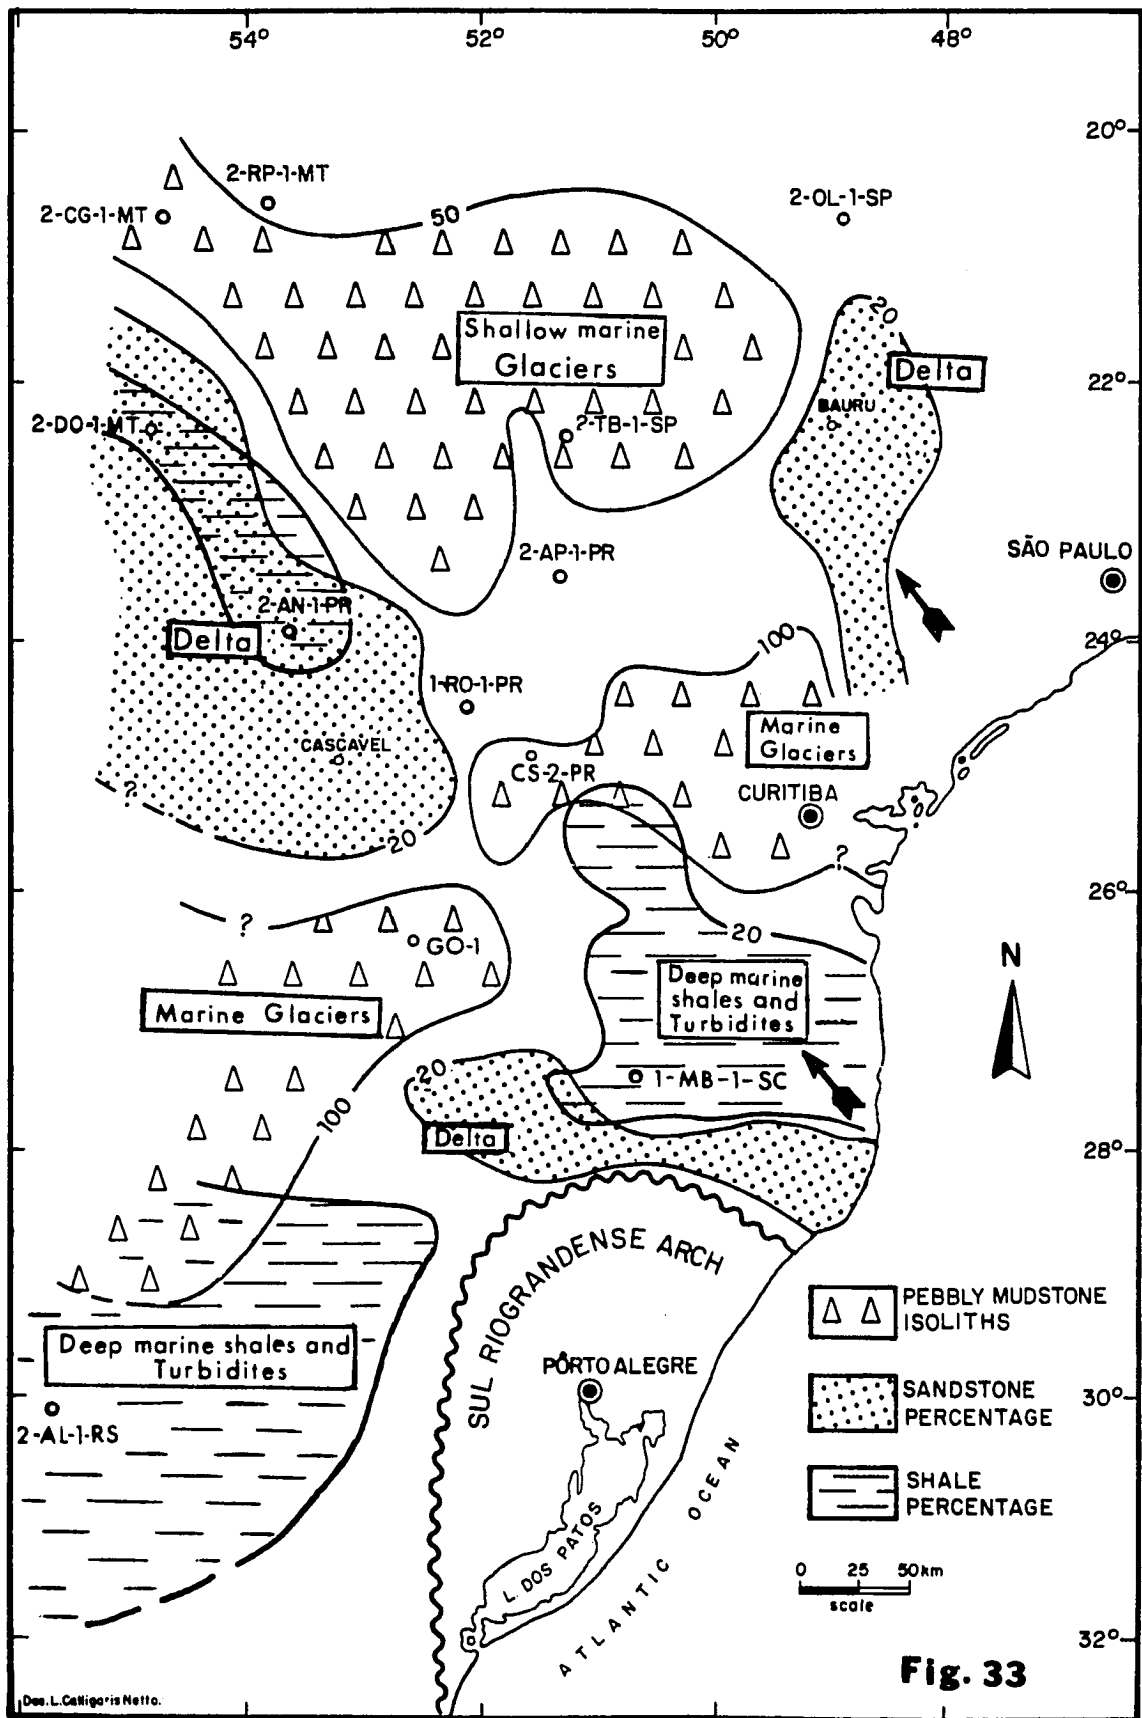 54° 52° 50° 48°
20°
2-RP-1-MT
2-CG-1-MT
50
2-OL-1-SP
20
Shallow marine
Glaciers
Delta
22°
BAURU
2-DO-1-MT
2-TB-1-SP
2-AP-1-PR
SÃO PAULO
2-AN-1-PR
Delta
100
24°
1-RO-1-PR
Marine
Glaciers
CASCAVEL
CS-2-PR
?
CURITIBA
20
?
26°
?
GO-1
20
Deep marine
shales and
Turbidites
N
Marine Glaciers
20
1-MB-1-SC
100
Delta
28°
SUL RIOGRANDENSE ARCH
PEBBLY MUDSTONE
ISOLITHS
Deep marine shales and
Turbidites
PÔRTO ALEGRE
SANDSTONE
PERCENTAGE
30°
2-AL-1-RS
SHALE
PERCENTAGE
L. DOS PATOS
ATLANTIC OCEAN
0 25 50 km
scale
32°
Fig. 33
Des. L. Calligaris Netto.